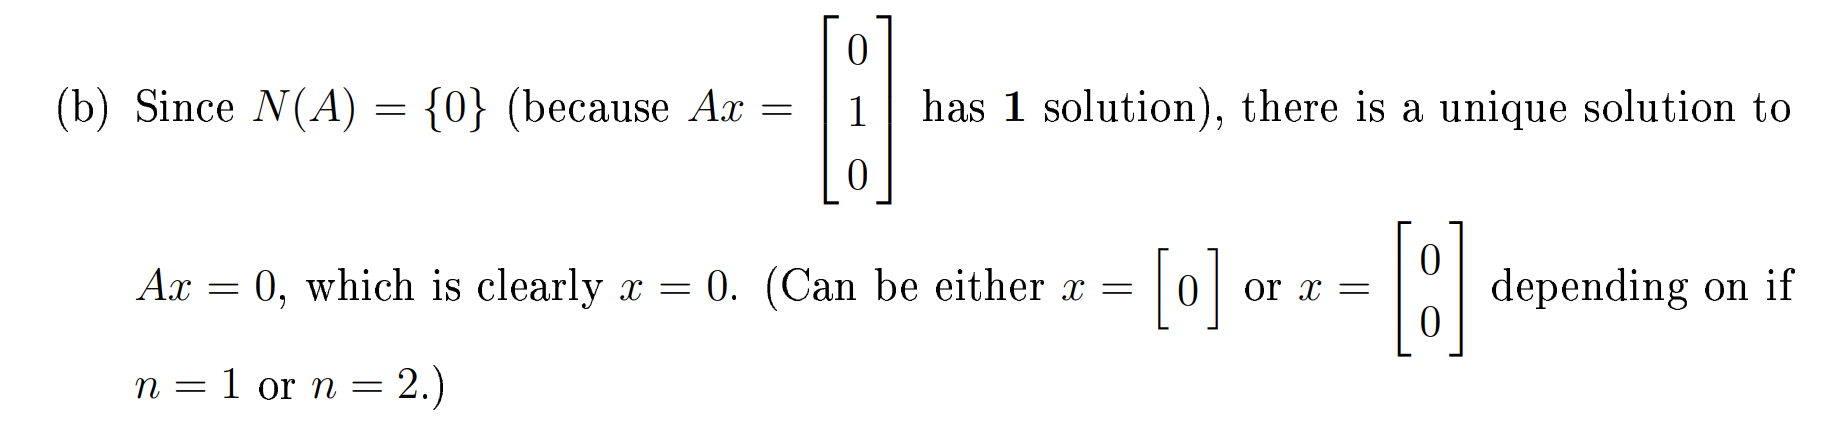 (b) Since N(A) = {0} (because Ax = [0 1 0] has 1 solution), there is a unique solution to
Ax = 0, which is clearly x = 0. (Can be either x = [0] or x = [0 0] depending on if
n = 1 or n = 2.)